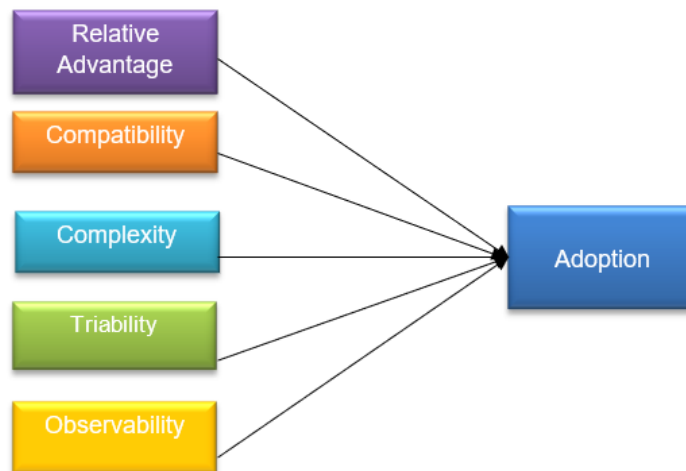 Relative
Advantage
Compatibility
Complexity
Adoption
Triability
Observability